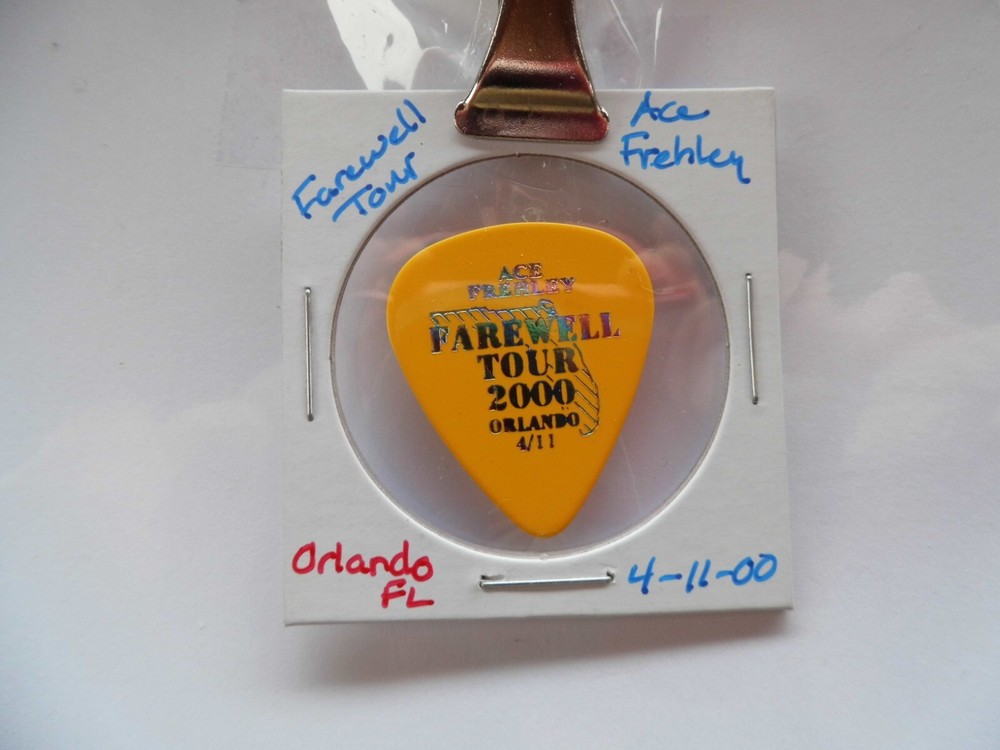 Farewell
Tour
Ace
Frehley
ACE
FREHLEY
FAREWELL
TOUR
2000
ORLANDO
4/11
Orlando
FL
4-11-00